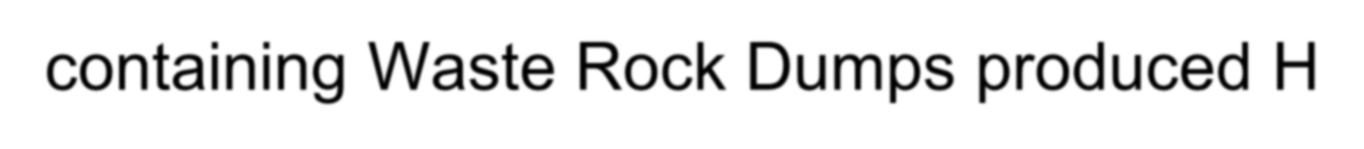 containing Waste Rock Dumps produced H